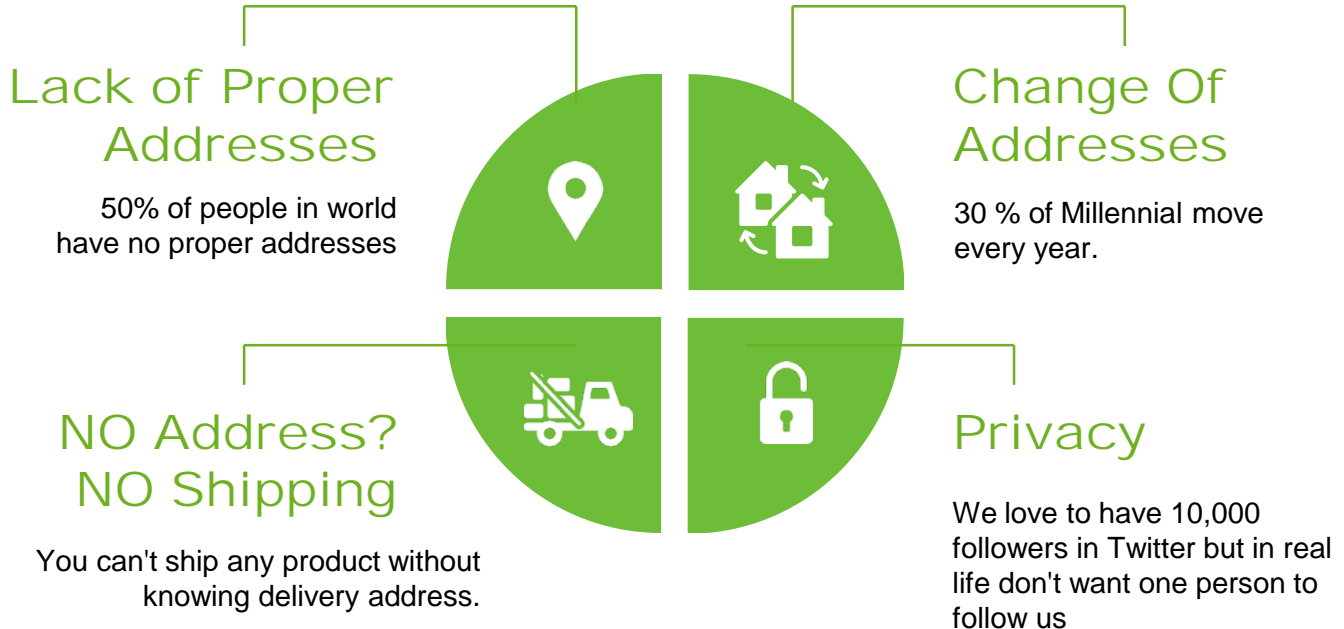 Lack of Proper
Addresses
50% of people in world
have no proper addresses
Change Of
Addresses
30 % of Millennial move
every year.
NO Address?
NO Shipping
You can't ship any product without
knowing delivery address.
Privacy
We love to have 10,000
followers in Twitter but in real
life don't want one person to
follow us